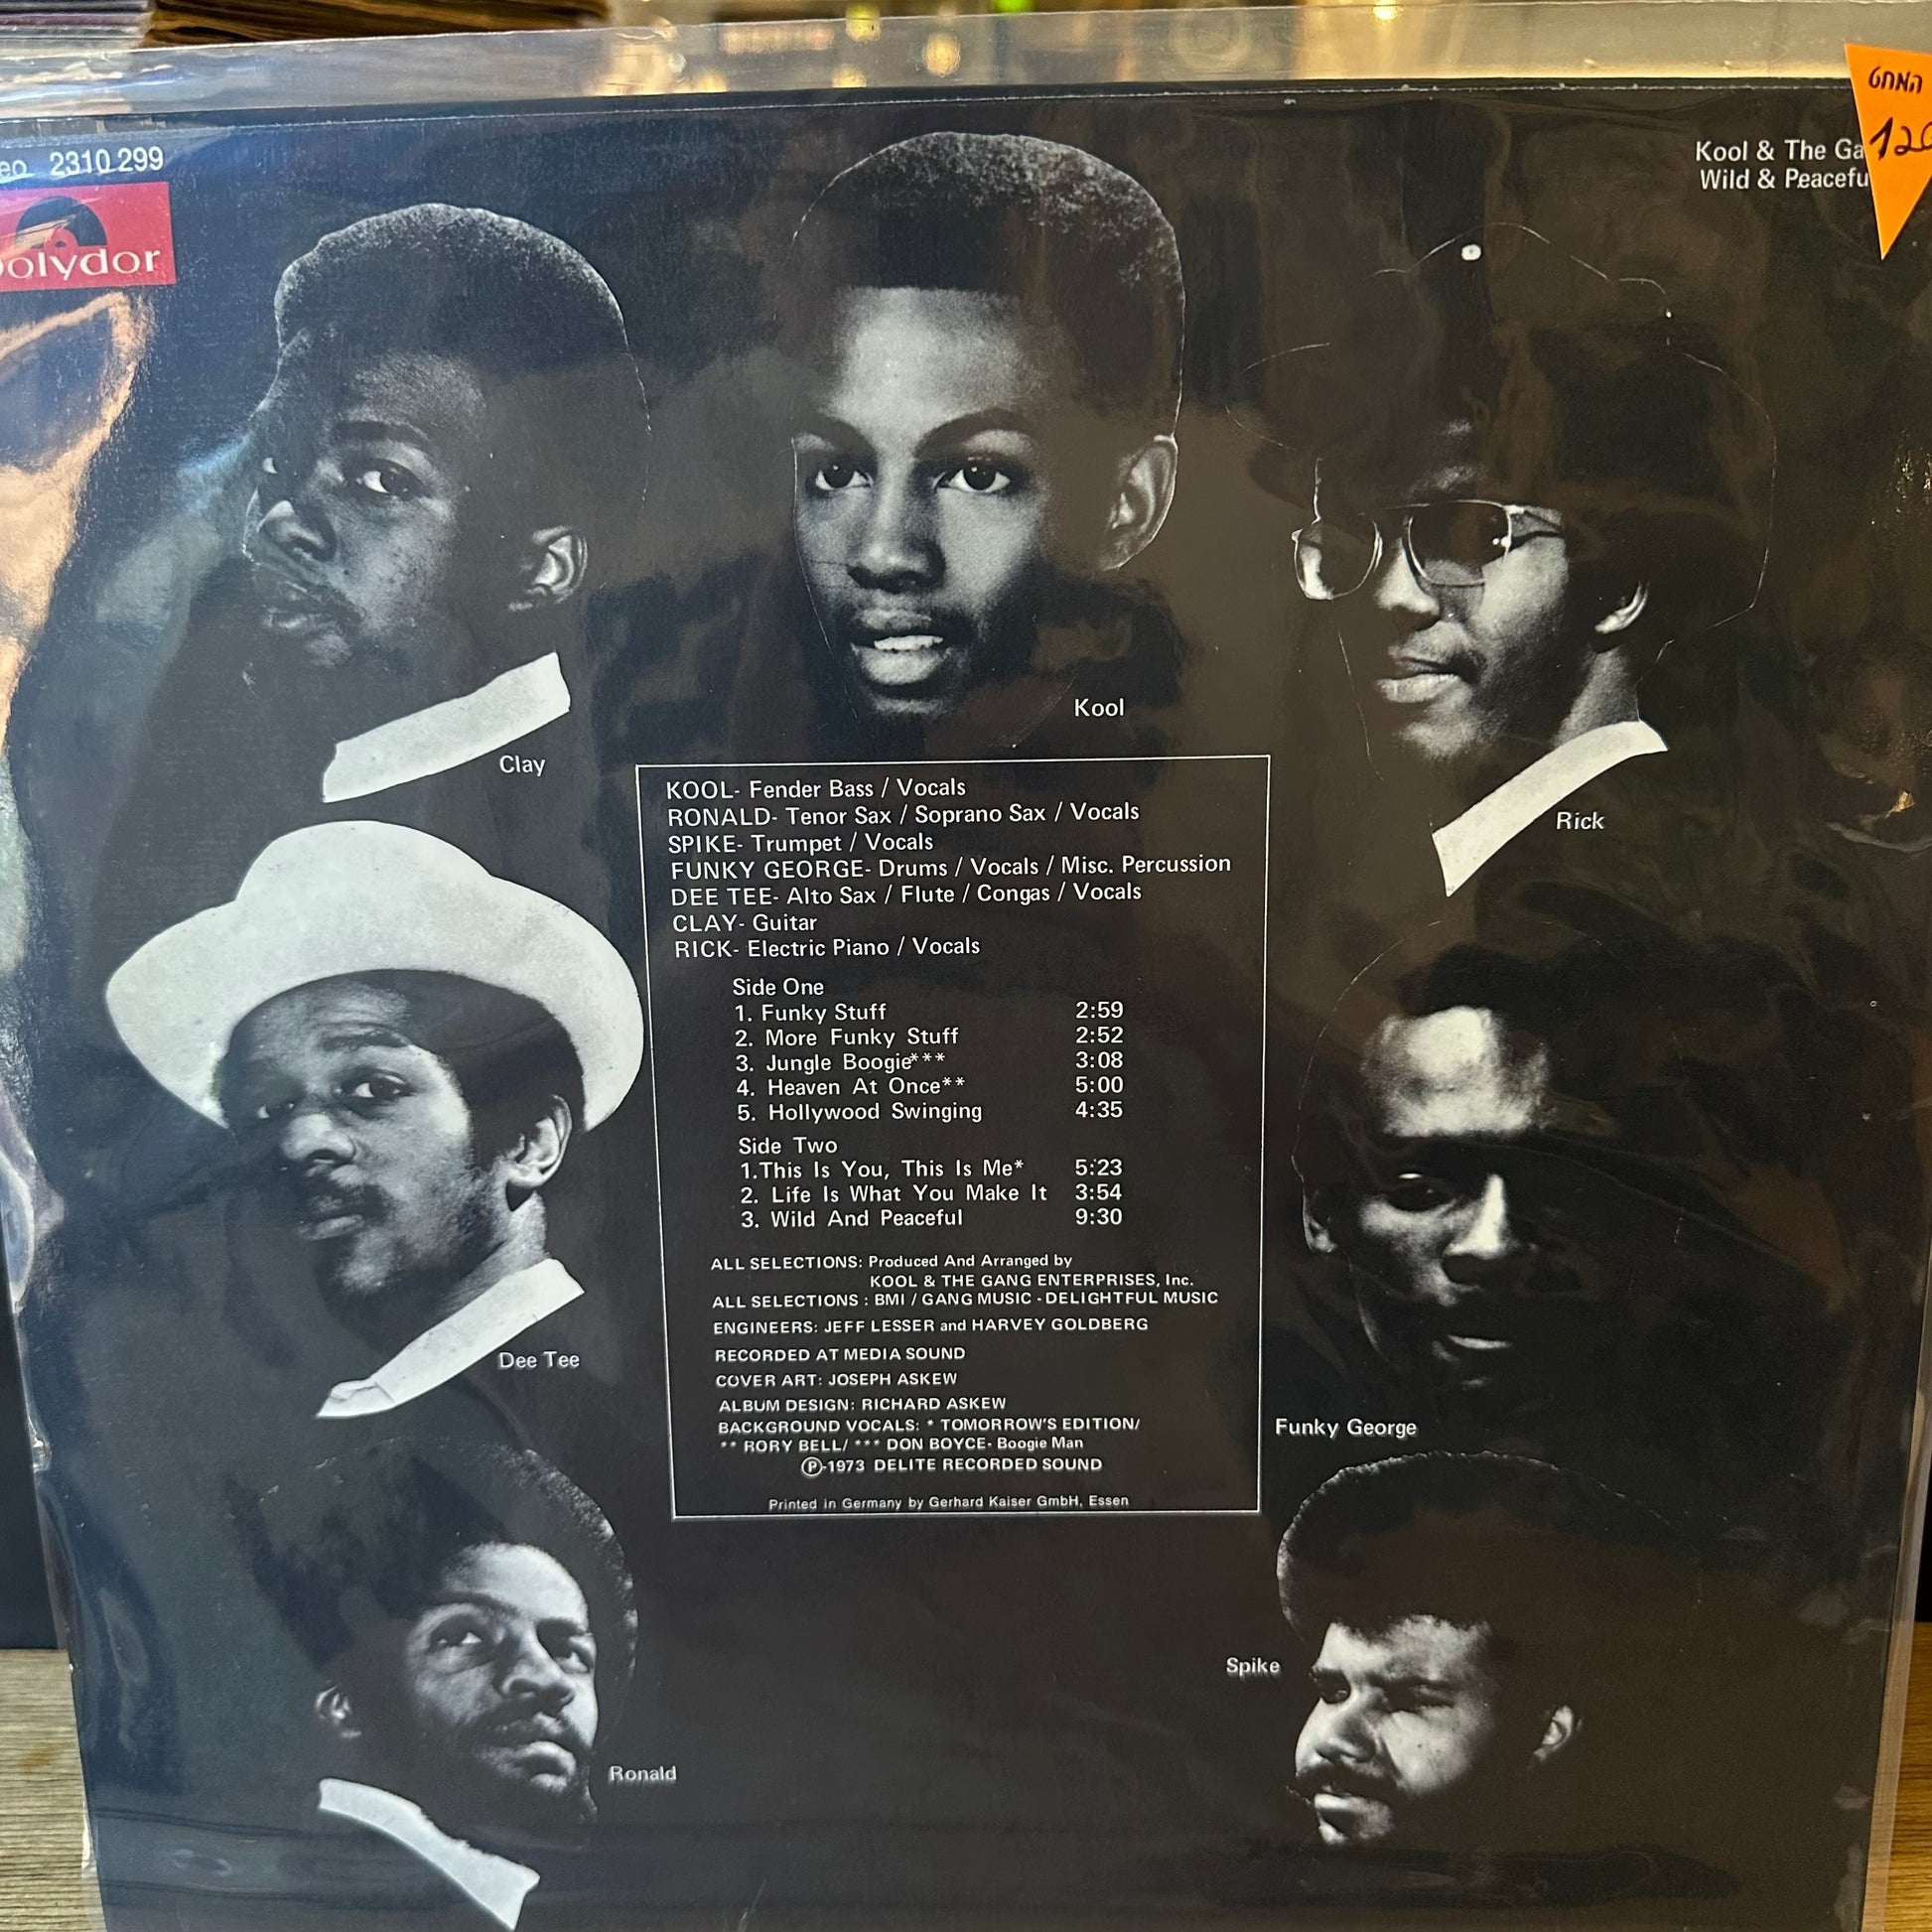 2310 299
polydor
Kool & The
Wild &
המחט
Clay
Kool
Rick
KOOL- Fender Bass / Vocals
RONALD- Tenor Sax / Soprano Sax / Vocals
SPIKE- Trumpet / Vocals
FUNKY GEORGE- Drums / Vocals / Misc. Percussion
DEE TEE- Alto Sax / Flute / Congas / Vocals
CLAY- Guitar
RICK- Electric Piano / Vocals
Side One
1. Funky Stuff 2:59
2. More Funky Stuff 2:52
3. Jungle Boogie*** 3:08
4. Heaven At Once** 5:00
5. Hollywood Swinging 4:35
Side Two
1.This Is You, This Is Me* 5:23
2. Life Is What You Make It 3:54
3. Wild And Peaceful 9:30
ALL SELECTIONS: Produced And Arranged by
KOOL & THE GANG ENTERPRISES, Inc.
ALL SELECTIONS : BMI / GANG MUSIC - DELIGHTFUL MUSIC
ENGINEERS: JEFF LESSER and HARVEY GOLDBERG
RECORDED AT MEDIA SOUND
COVER ART: JOSEPH ASKEW
ALBUM DESIGN: RICHARD ASKEW
BACKGROUND VOCALS: * TOMORROW'S EDITION/
** RORY BELL/ *** DON BOYCE- Boogie Man
Ⓟ-1973 DELITE RECORDED SOUND
Printed in Germany by Gerhard Kaiser GmbH, Essen
Dee Tee
Funky George
Spike
Ronald